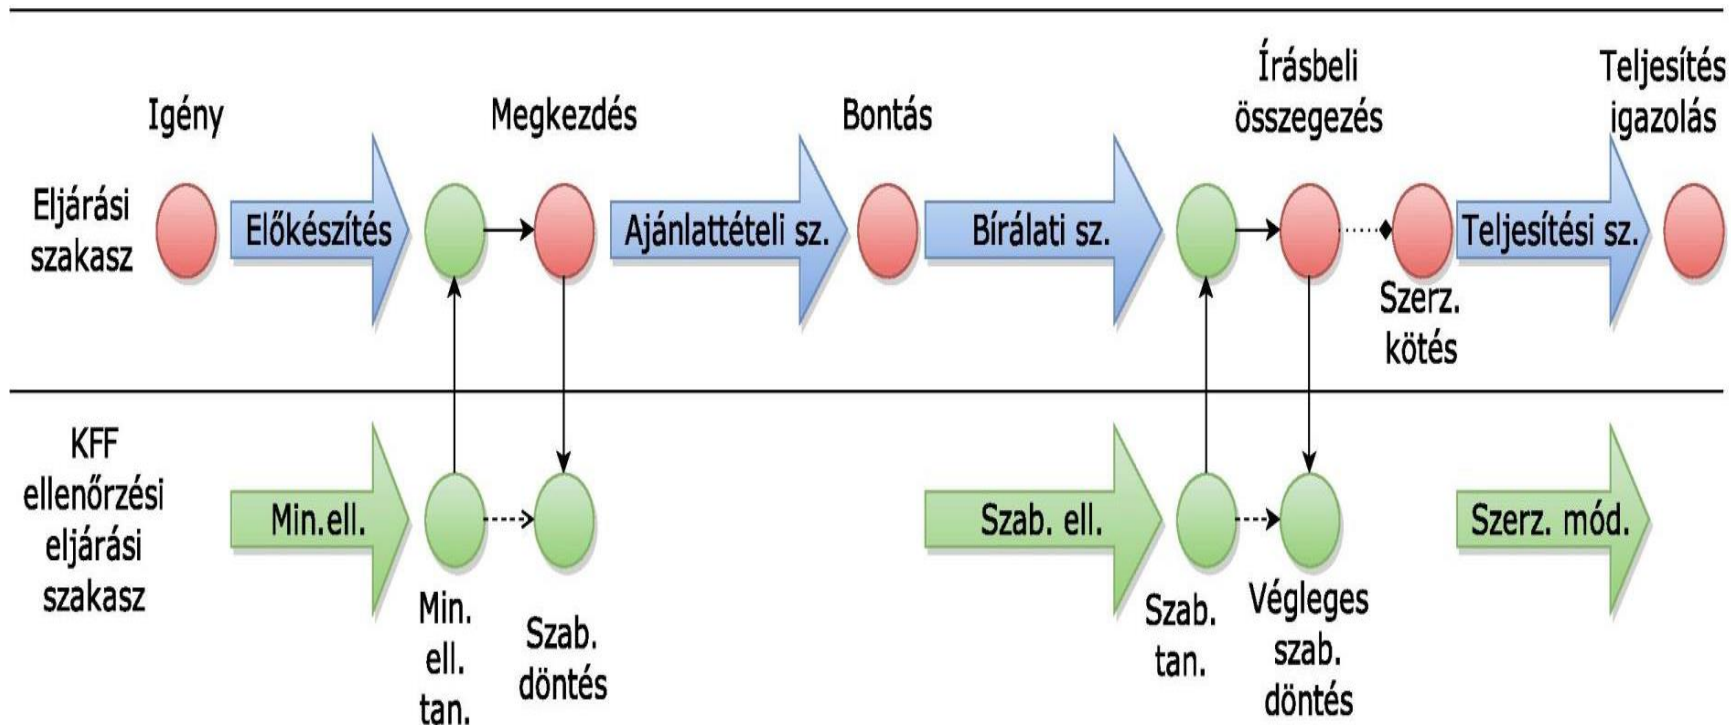 Igény
Megkezdés
Bontás
Írásbeli
összegezés
Teljesítés
igazolás
Eljárási
szakasz
Előkészítés
Ajánlattételi sz.
Bírálati sz.
Teljesítési sz.
Szerz.
kötés
KFF
ellenőrzési
eljárási
szakasz
Min.ell.
Szab. ell.
Szerz. mód.
Min.
ell.
tan.
Szab.
döntés
Szab.
tan.
Végleges
szab.
döntés